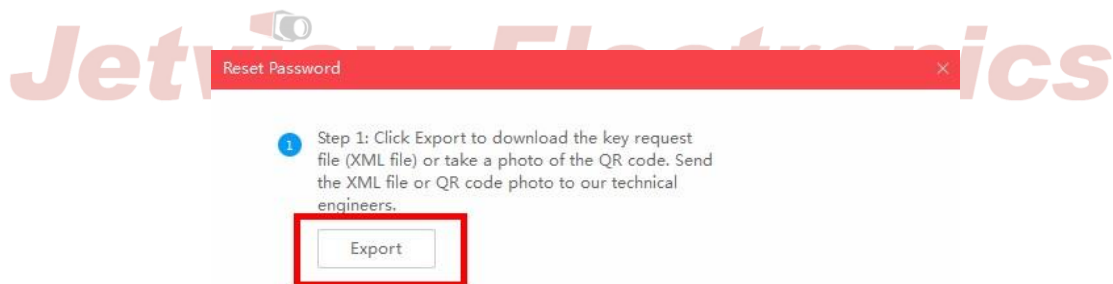 Jetview Electronics
Reset Password
1
Step 1: Click Export to download the key request
file (XML file) or take a photo of the QR code. Send
the XML file or QR code photo to our technical
engineers.
Export